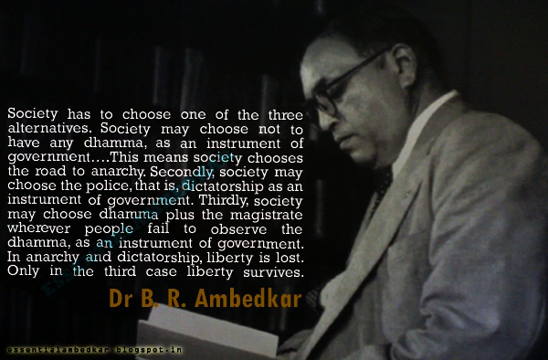 Society has to choose one of the three
alternatives. Society may choose not to
have any dhamma, as an instrument of
government....This means society chooses
the road to anarchy. Secondly, society may
choose the police, that is, dictatorship as an
instrument of government. Thirdly, society
may choose dhamma plus the magistrate
wherever people fail to observe the
dhamma, as an instrument of government.
In anarchy and dictatorship, liberty is lost.
Only in the third case liberty survives.
Dr B. R. Ambedkar
essentialambedkar.blogspot.in